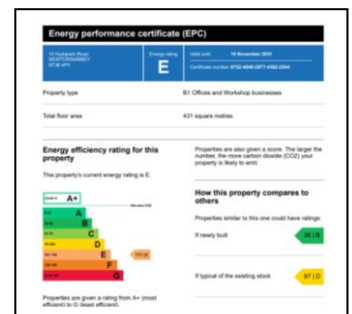 Energy performance certificate (EPC)
NEWTOWNABBEY
Energy rating
E
Valid until
16 November 2031
Certificate number
Property type
B1 Offices and Workshop businesses
Total floor area
431 square metres
Energy efficiency rating for this
property
This property's current energy rating is E.
A+
A
B
C
D
E
F
G
Properties are given a rating from A+ (most
efficient) to G (least efficient).
Properties are also given a score. The larger the
number, the more carbon dioxide (CO2) your
property is likely to emit.
How this property compares to
others
Properties similar to this one could have ratings:
If newly built
If typical of the existing stock